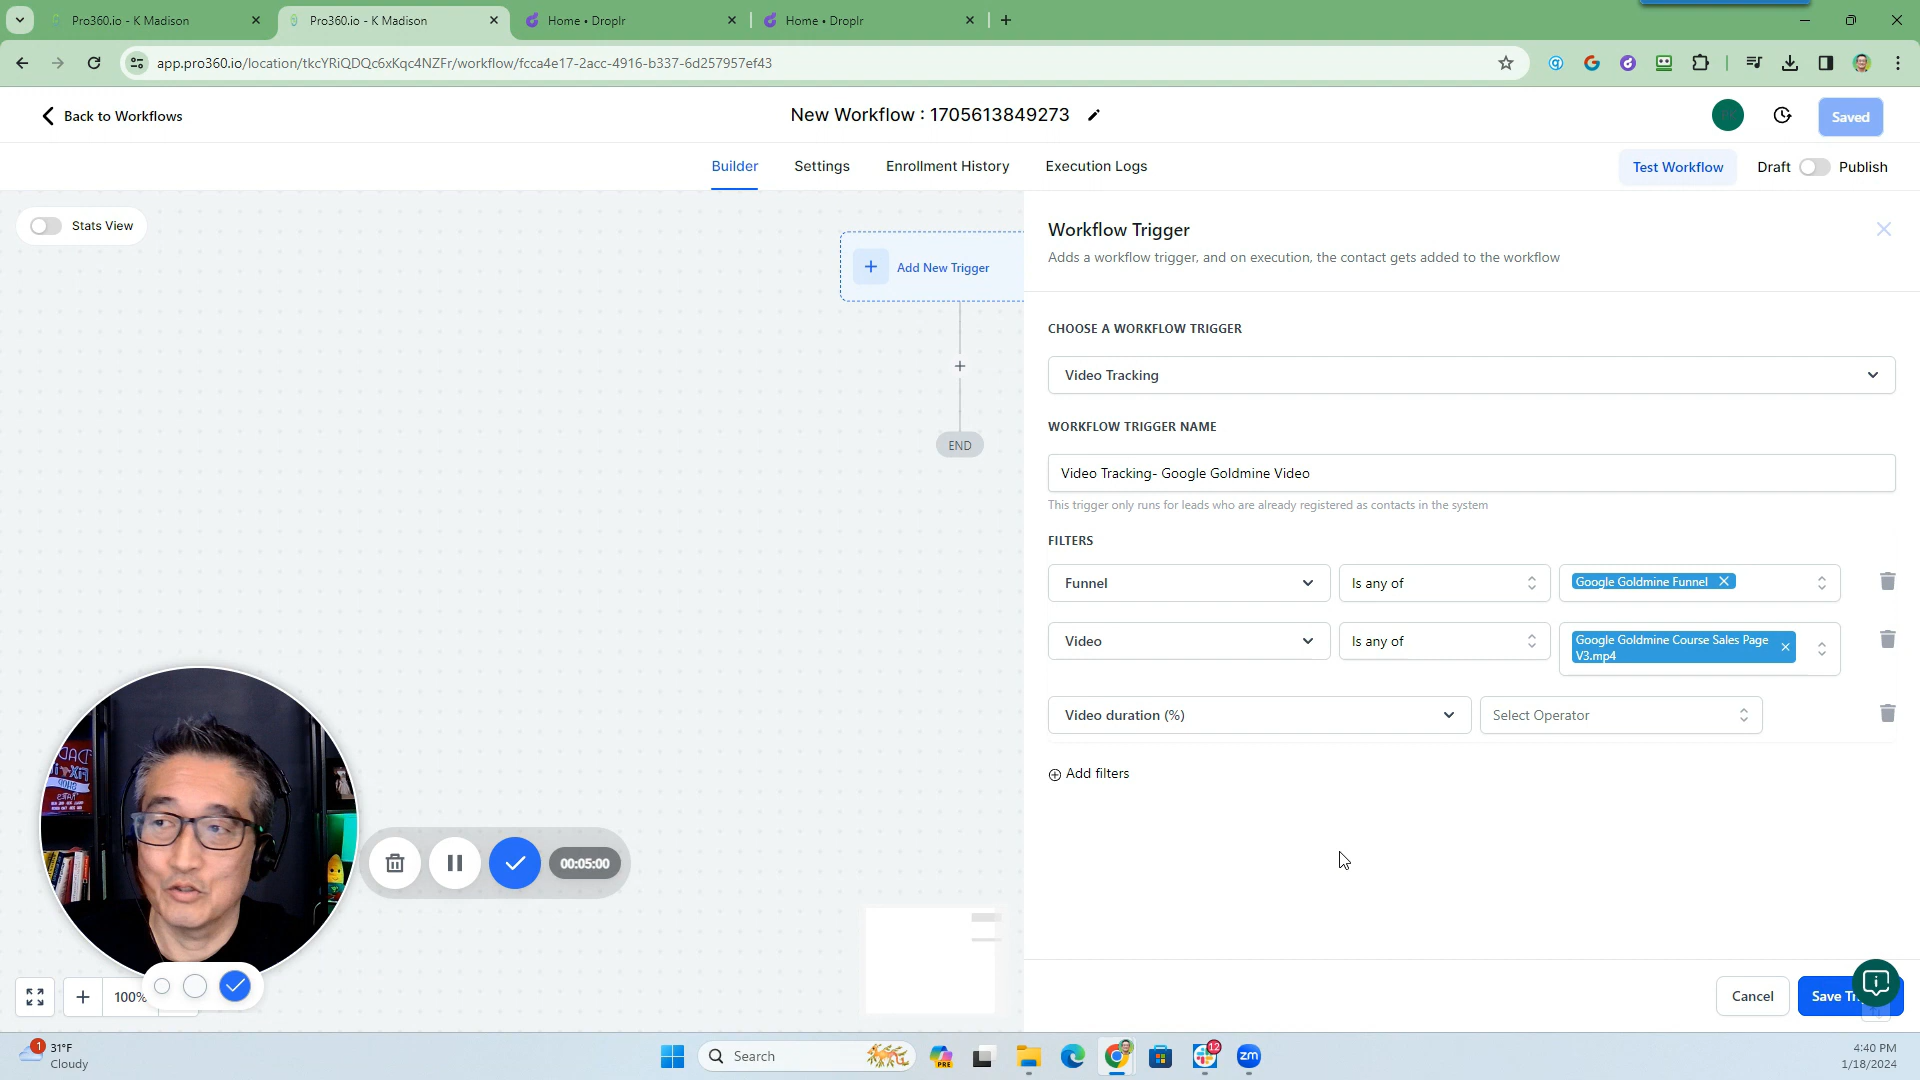 Pro360.io - K Madison
Pro360.io - K Madison
Home • Droplr
Home • Droplr
app.pro360.io/location/tkcYRiQDQc6xKqc4NZFr/workflow/fcca4e17-2acc-4916-b337-6d257957ef43
Back to Workflows
New Workflow : 1705613849273
Saved
Builder
Settings
Enrollment History
Execution Logs
Test Workflow
Draft
Publish
Stats View
Add New Trigger
END
Workflow Trigger
Adds a workflow trigger, and on execution, the contact gets added to the workflow
CHOOSE A WORKFLOW TRIGGER
Video Tracking
WORKFLOW TRIGGER NAME
Video Tracking- Google Goldmine Video
This trigger only runs for leads who are already registered as contacts in the system
FILTERS
Funnel
Is any of
Google Goldmine Funnel
Video
Is any of
Google Goldmine Course Sales Page
V3.mp4
Video duration (%)
Select Operator
Add filters
00:05:00
100%
Cancel
Save
1
31°F
Cloudy
Search
PRE
12
zm
4:40 PM
1/18/2024